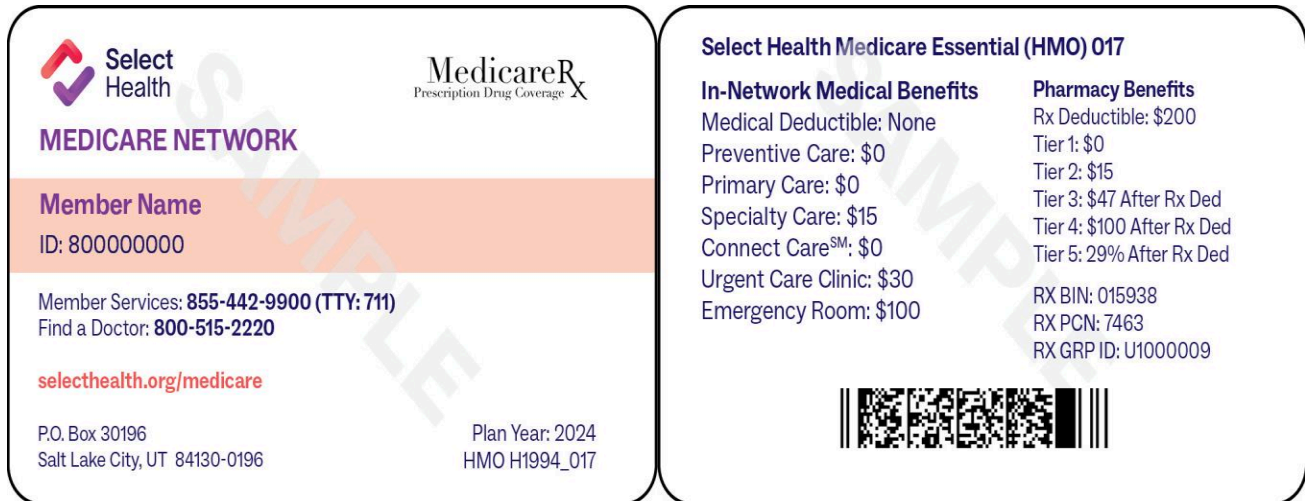 Select
Health
MedicareRx
Prescription Drug Coverage
MEDICARE NETWORK
Member Name
ID: 800000000
Member Services: 855-442-9900 (TTY: 711)
Find a Doctor: 800-515-2220
selecthealth.org/medicare
P.O. Box 30196
Salt Lake City, UT 84130-0196
Plan Year: 2024
HMO H1994_017
SAMPLE
Select Health Medicare Essential (HMO) 017
In-Network Medical Benefits
Medical Deductible: None
Preventive Care: $0
Primary Care: $0
Specialty Care: $15
Connect Care℠: $0
Urgent Care Clinic: $30
Emergency Room: $100
Pharmacy Benefits
Rx Deductible: $200
Tier 1: $0
Tier 2: $15
Tier 3: $47 After Rx Ded
Tier 4: $100 After Rx Ded
Tier 5: 29% After Rx Ded
RX BIN: 015938
RX PCN: 7463
RX GRP ID: U1000009
SAMPLE